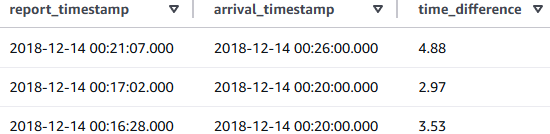 report_timestamp arrival_timestamp time_difference
2018-12-14 00:21:07.000 2018-12-14 00:26:00.000 4.88
2018-12-14 00:17:02.000 2018-12-14 00:20:00.000 2.97
2018-12-14 00:16:28.000 2018-12-14 00:20:00.000 3.53